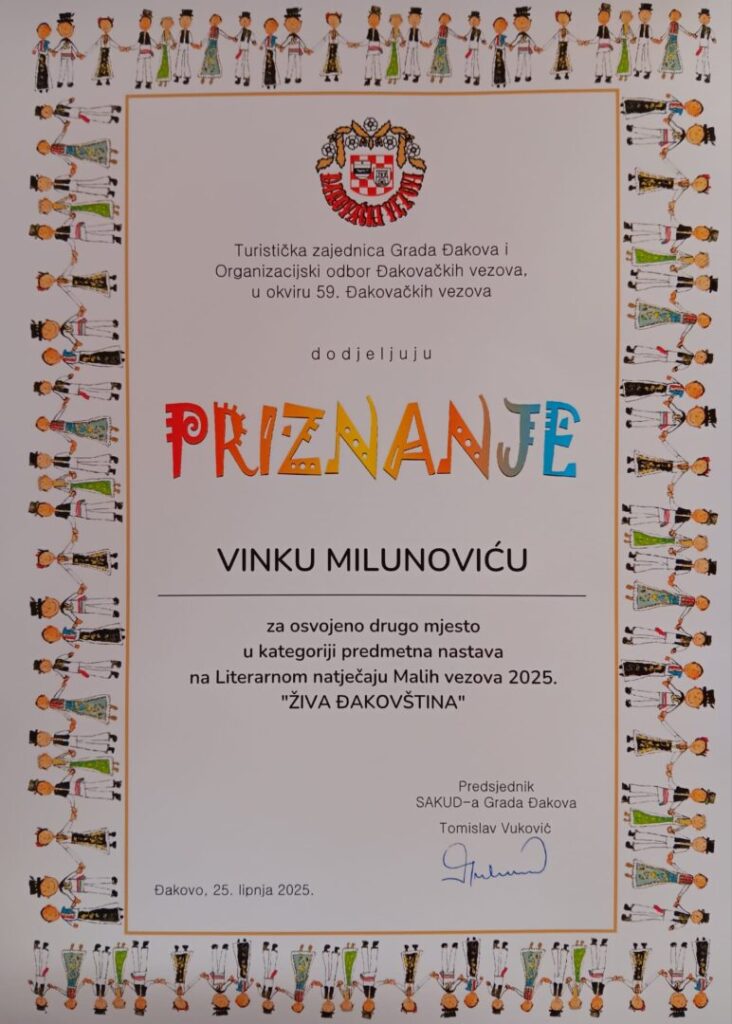 ĐAKOVAČKI VEZOVI
Turistička zajednica Grada Đakova i
Organizacijski odbor Đakovačkih vezova,
u okviru 59. Đakovačkih vezova
dodjeljuju
PRIZNANJE
VINKU MILUNOVIĆU
za osvojeno drugo mjesto
u kategoriji predmetna nastava
na Literarnom natječaju Malih vezova 2025.
"ŽIVA ĐAKOVŠTINA"
Predsjednik
SAKUD-a Grada Đakova
Tomislav Vuković
Đakovo, 25. lipnja 2025.